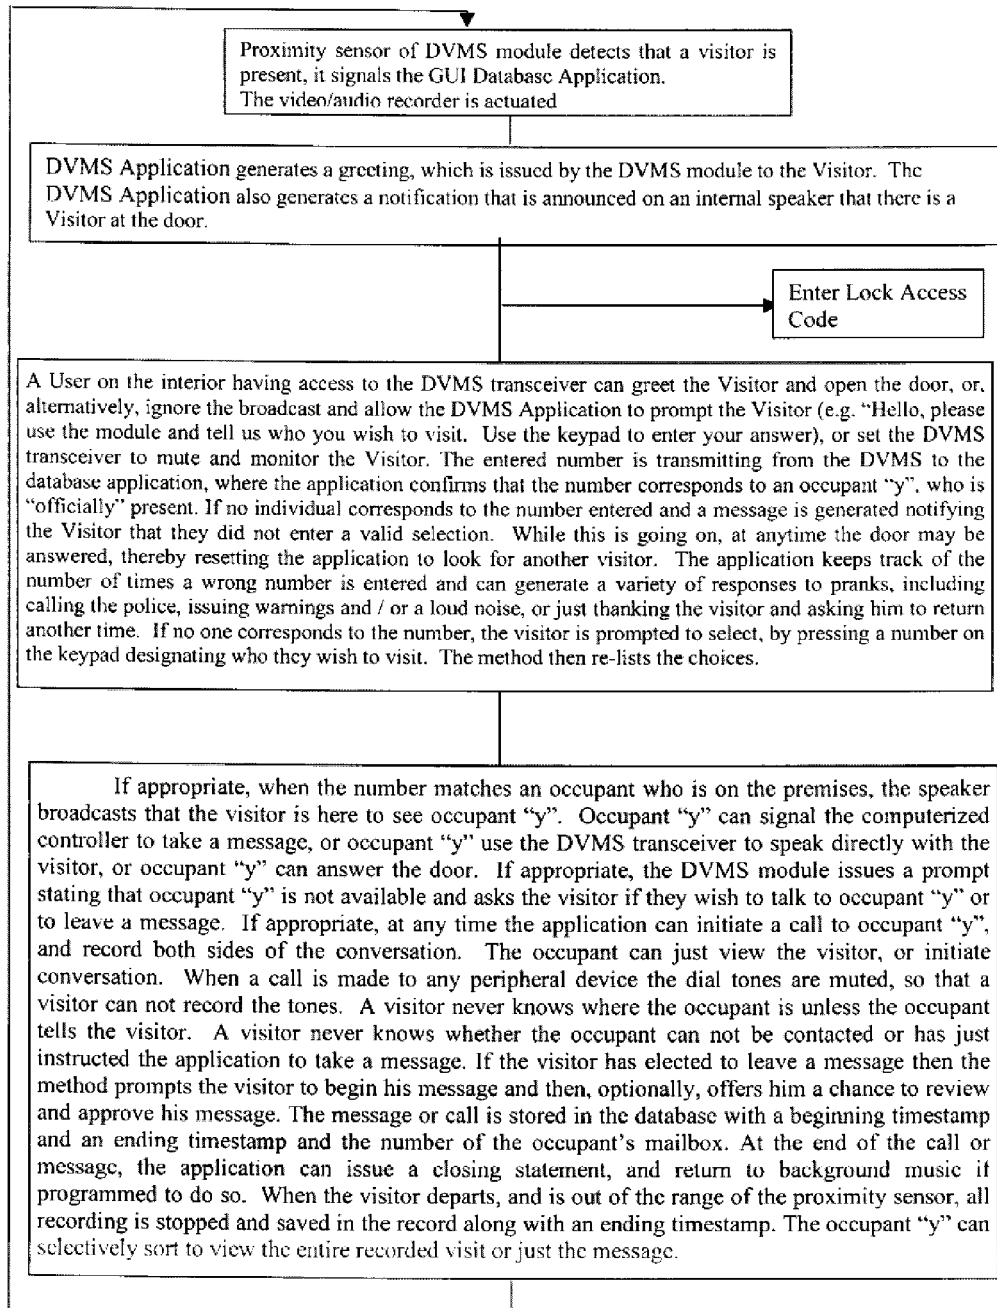 Proximity sensor of DVMS module detects that a visitor is
present, it signals the GUI Database Application.
The video/audio recorder is actuated
DVMS Application generates a greeting, which is issued by the DVMS module to the Visitor. The
DVMS Application also generates a notification that is announced on an internal speaker that there is a
Visitor at the door.
Enter Lock Access
Code
A User on the interior having access to the DVMS transceiver can greet the Visitor and open the door, or,
alternatively, ignore the broadcast and allow the DVMS Application to prompt the Visitor (e.g. “Hello, please
use the module and tell us who you wish to visit. Use the keypad to enter your answer), or set the DVMS
transceiver to mute and monitor the Visitor. The entered number is transmitting from the DVMS to the
database application, where the application confirms that the number corresponds to an occupant “y”, who is
“officially” present. If no individual corresponds to the number entered and a message is generated notifying
the Visitor that they did not enter a valid selection. While this is going on, at anytime the door may be
answered, thereby resetting the application to look for another visitor. The application keeps track of the
number of times a wrong number is entered and can generate a variety of responses to pranks, including
calling the police, issuing warnings and / or a loud noise, or just thanking the visitor and asking him to return
another time. If no one corresponds to the number, the visitor is prompted to select, by pressing a number on
the keypad designating who they wish to visit. The method then re-lists the choices.
If appropriate, when the number matches an occupant who is on the premises, the speaker
broadcasts that the visitor is here to see occupant “y”. Occupant “y” can signal the computerized
controller to take a message, or occupant “y” use the DVMS transceiver to speak directly with the
visitor, or occupant “y” can answer the door. If appropriate, the DVMS module issues a prompt
stating that occupant “y” is not available and asks the visitor if they wish to talk to occupant “y” or
to leave a message. If appropriate, at any time the application can initiate a call to occupant “y”,
and record both sides of the conversation. The occupant can just view the visitor, or initiate
conversation. When a call is made to any peripheral device the dial tones are muted, so that a
visitor can not record the tones. A visitor never knows where the occupant is unless the occupant
tells the visitor. A visitor never knows whether the occupant can not be contacted or has just
instructed the application to take a message. If the visitor has elected to leave a message then the
method prompts the visitor to begin his message and then, optionally, offers him a chance to review
and approve his message. The message or call is stored in the database with a beginning timestamp
and an ending timestamp and the number of the occupant’s mailbox. At the end of the call or
message, the application can issue a closing statement, and return to background music if
programmed to do so. When the visitor departs, and is out of the range of the proximity sensor, all
recording is stopped and saved in the record along with an ending timestamp. The occupant “y” can
selectively sort to view the entire recorded visit or just the message.